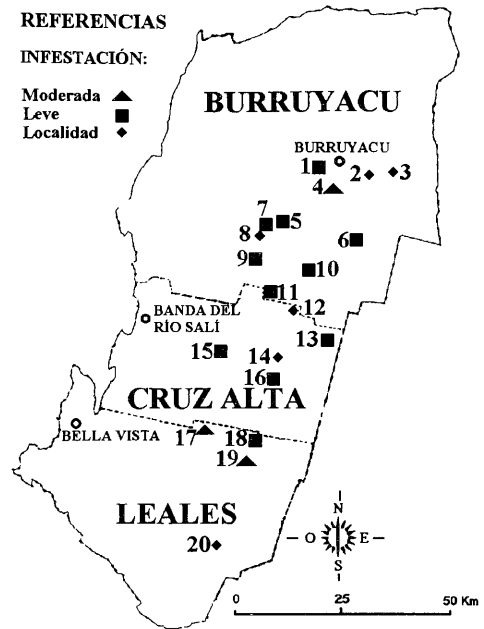 REFERENCIAS
INFESTACIÓN:
Moderada
Leve
Localidad
BURRUYACU
BURRUYACU
1
2
3
4
7
5
8
6
9
10
11
12
BANDA DEL
RÍO SALÍ
13
15
14
16
CRUZ ALTA
BELLA VISTA
17
18
19
LEALES
20
N
O
E
S
0
25
50 Km